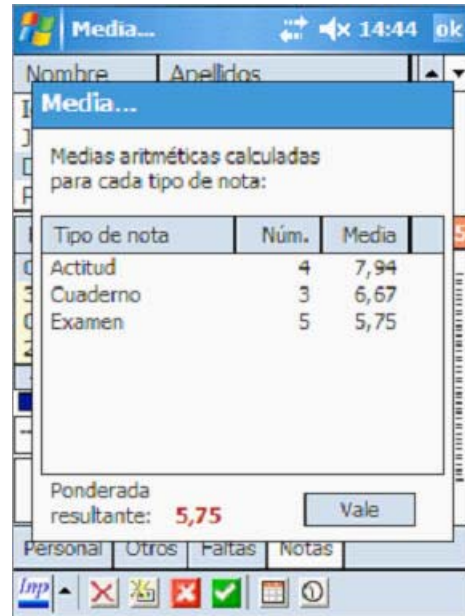 Media...
14:44 ok
Nombre Apellidos
Media...
Medias aritméticas calculadas
para cada tipo de nota:
Tipo de nota Núm. Media
Actitud 4 7,94
Cuaderno 3 6,67
Examen 5 5,75
Ponderada
resultante: 5,75
Vale
Personal Otros Faltas Notas
Inp